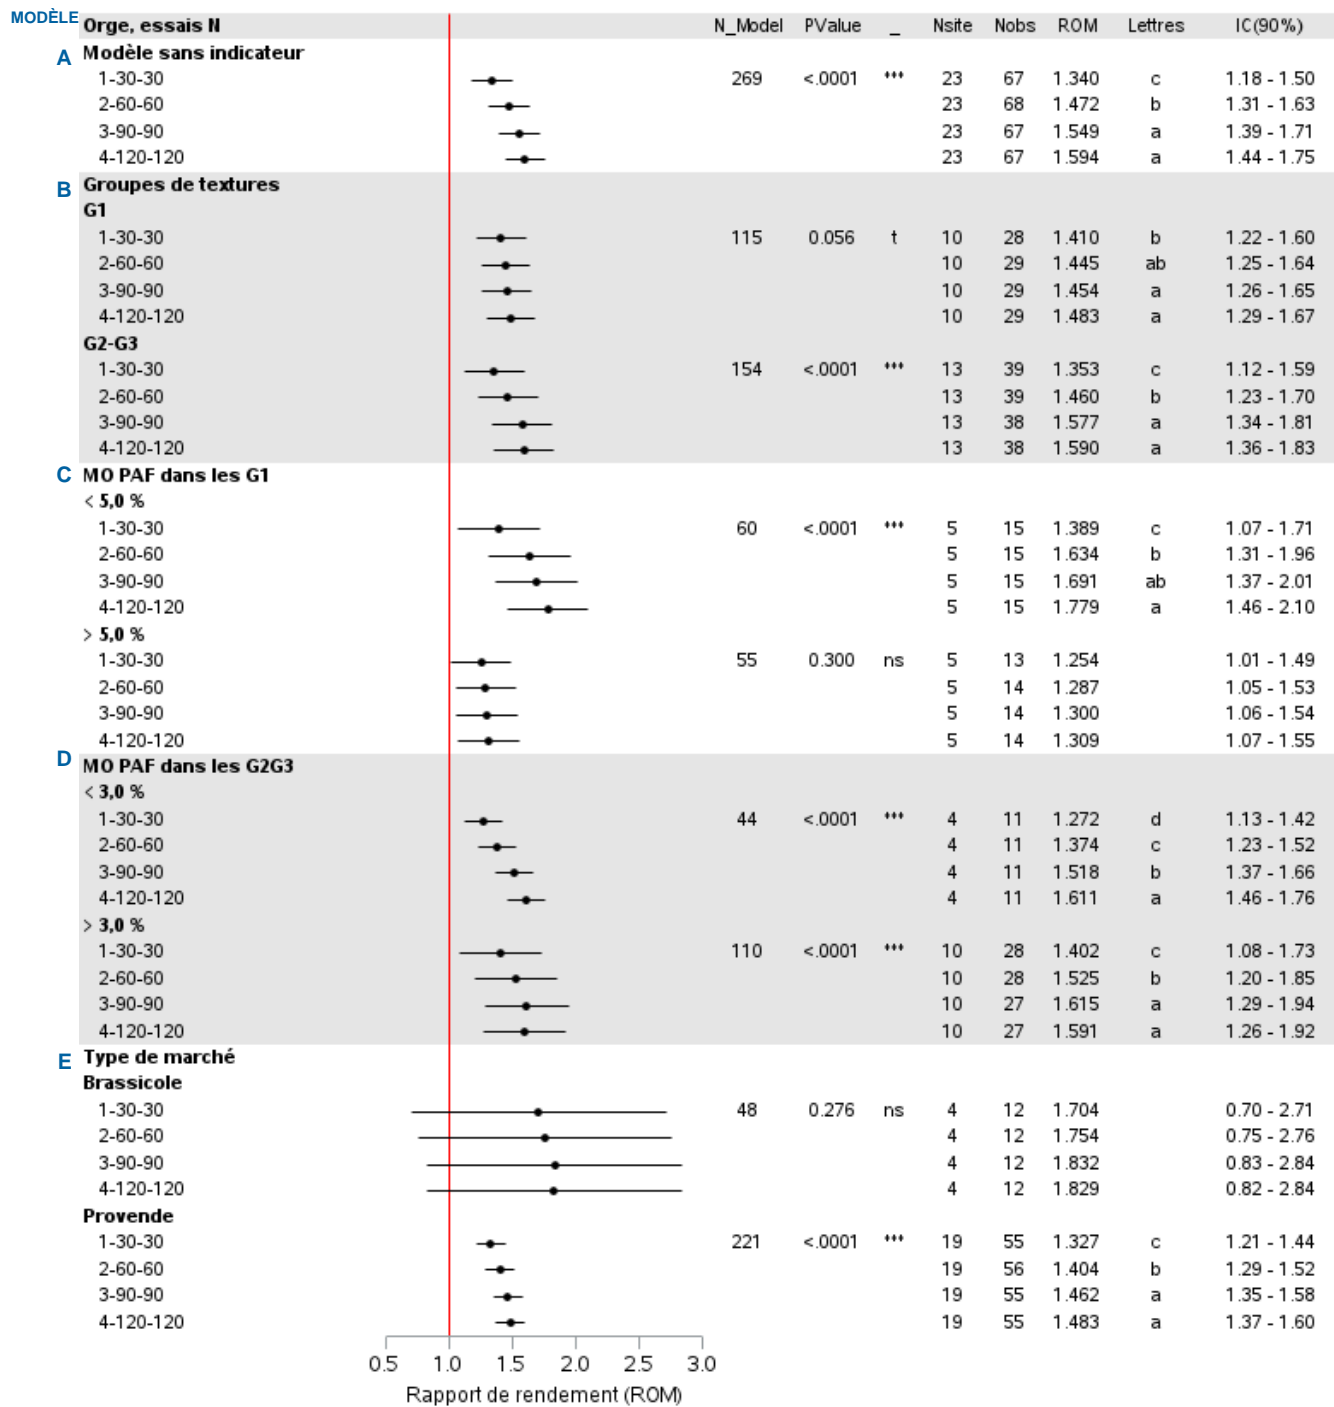 MODÈLE Orge, essais N N_Model PValue _ Nsite Nobs ROM Lettres IC(90%)
A Modèle sans indicateur
1-30-30 269 <.0001 *** 23 67 1.340 c 1.18 - 1.50
2-60-60 23 68 1.472 b 1.31 - 1.63
3-90-90 23 67 1.549 a 1.39 - 1.71
4-120-120 23 67 1.594 a 1.44 - 1.75
B Groupes de textures
G1
1-30-30 115 0.056 t 10 28 1.410 b 1.22 - 1.60
2-60-60 10 29 1.445 ab 1.25 - 1.64
3-90-90 10 29 1.454 a 1.26 - 1.65
4-120-120 10 29 1.483 a 1.29 - 1.67
G2-G3
1-30-30 154 <.0001 *** 13 39 1.353 c 1.12 - 1.59
2-60-60 13 39 1.460 b 1.23 - 1.70
3-90-90 13 38 1.577 a 1.34 - 1.81
4-120-120 13 38 1.590 a 1.36 - 1.83
C MO PAF dans les G1
< 5,0 %
1-30-30 60 <.0001 *** 5 15 1.389 c 1.07 - 1.71
2-60-60 5 15 1.634 b 1.31 - 1.96
3-90-90 5 15 1.691 ab 1.37 - 2.01
4-120-120 5 15 1.779 a 1.46 - 2.10
> 5,0 %
1-30-30 55 0.300 ns 5 13 1.254 1.01 - 1.49
2-60-60 5 14 1.287 1.05 - 1.53
3-90-90 5 14 1.300 1.06 - 1.54
4-120-120 5 14 1.309 1.07 - 1.55
D MO PAF dans les G2G3
< 3,0 %
1-30-30 44 <.0001 *** 4 11 1.272 d 1.13 - 1.42
2-60-60 4 11 1.374 c 1.23 - 1.52
3-90-90 4 11 1.518 b 1.37 - 1.66
4-120-120 4 11 1.611 a 1.46 - 1.76
> 3,0 %
1-30-30 110 <.0001 *** 10 28 1.402 c 1.08 - 1.73
2-60-60 10 28 1.525 b 1.20 - 1.85
3-90-90 10 27 1.615 a 1.29 - 1.94
4-120-120 10 27 1.591 a 1.26 - 1.92
E Type de marché
Brassicole
1-30-30 48 0.276 ns 4 12 1.704 0.70 - 2.71
2-60-60 4 12 1.754 0.75 - 2.76
3-90-90 4 12 1.832 0.83 - 2.84
4-120-120 4 12 1.829 0.82 - 2.84
Provende
1-30-30 221 <.0001 *** 19 55 1.327 c 1.21 - 1.44
2-60-60 19 56 1.404 b 1.29 - 1.52
3-90-90 19 55 1.462 a 1.35 - 1.58
4-120-120 19 55 1.483 a 1.37 - 1.60
0.5 1.0 1.5 2.0 2.5 3.0
Rapport de rendement (ROM)